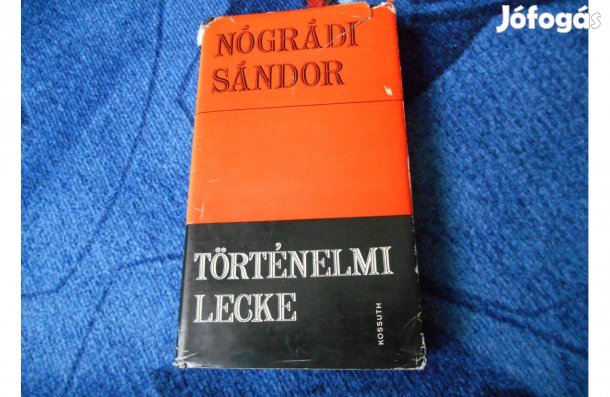 Jófogás
NÓGRÁDI
SÁNDOR
TÖRTÉNELMI
LECKE
KOSSUTH